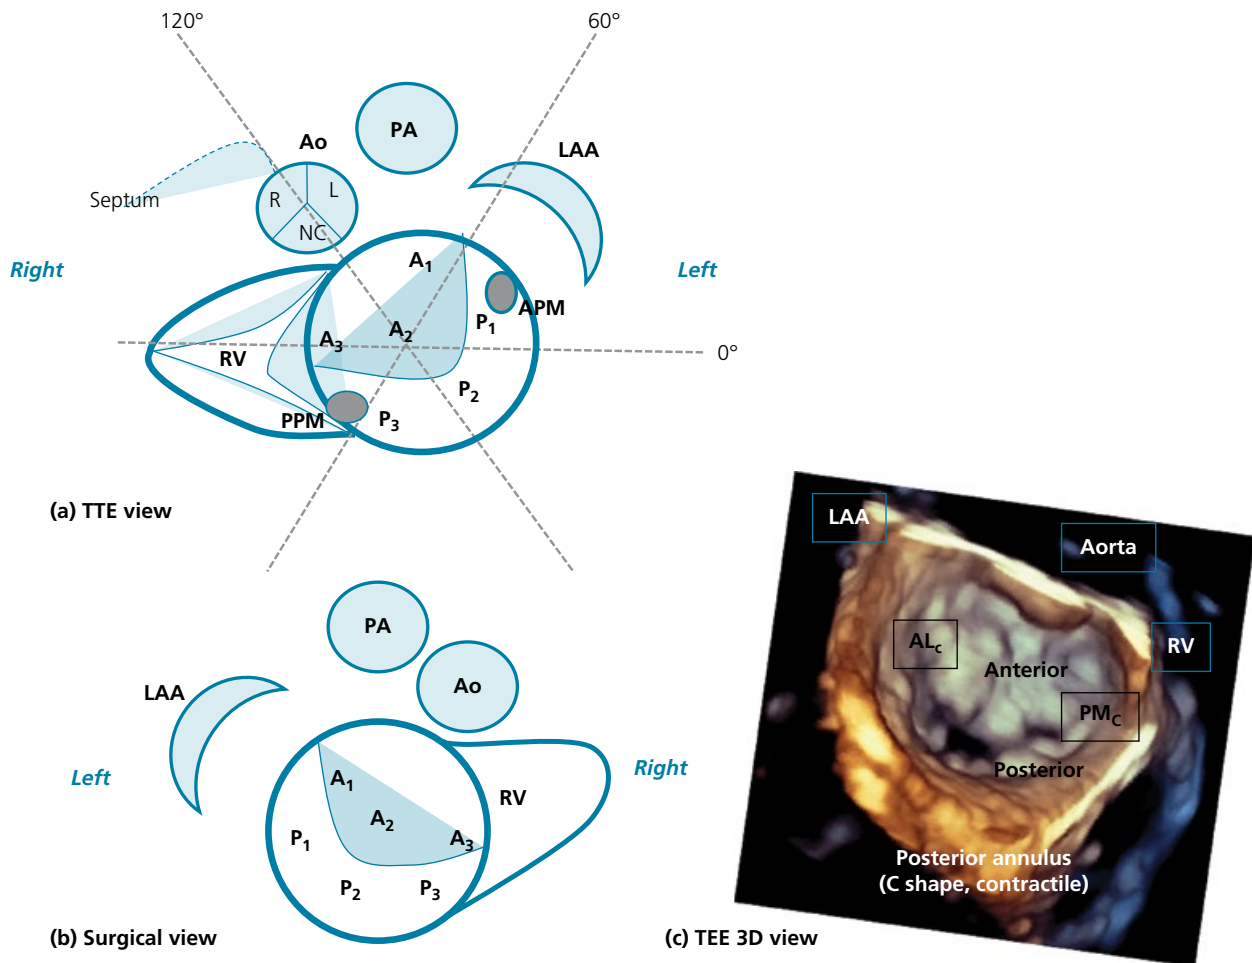 120°
60°
PA
Ao
LAA
Septum
R
L
NC
Right
Left
A1
APM
P1
A2
A3
0°
RV
P2
PPM
P3
(a) TTE view
PA
LAA
Ao
Left
Right
A1
RV
A2
P1
A3
P2
P3
(b) Surgical view
LAA
Aorta
ALc
RV
Anterior
PMC
Posterior
Posterior annulus
(C shape, contractile)
(c) TEE 3D view